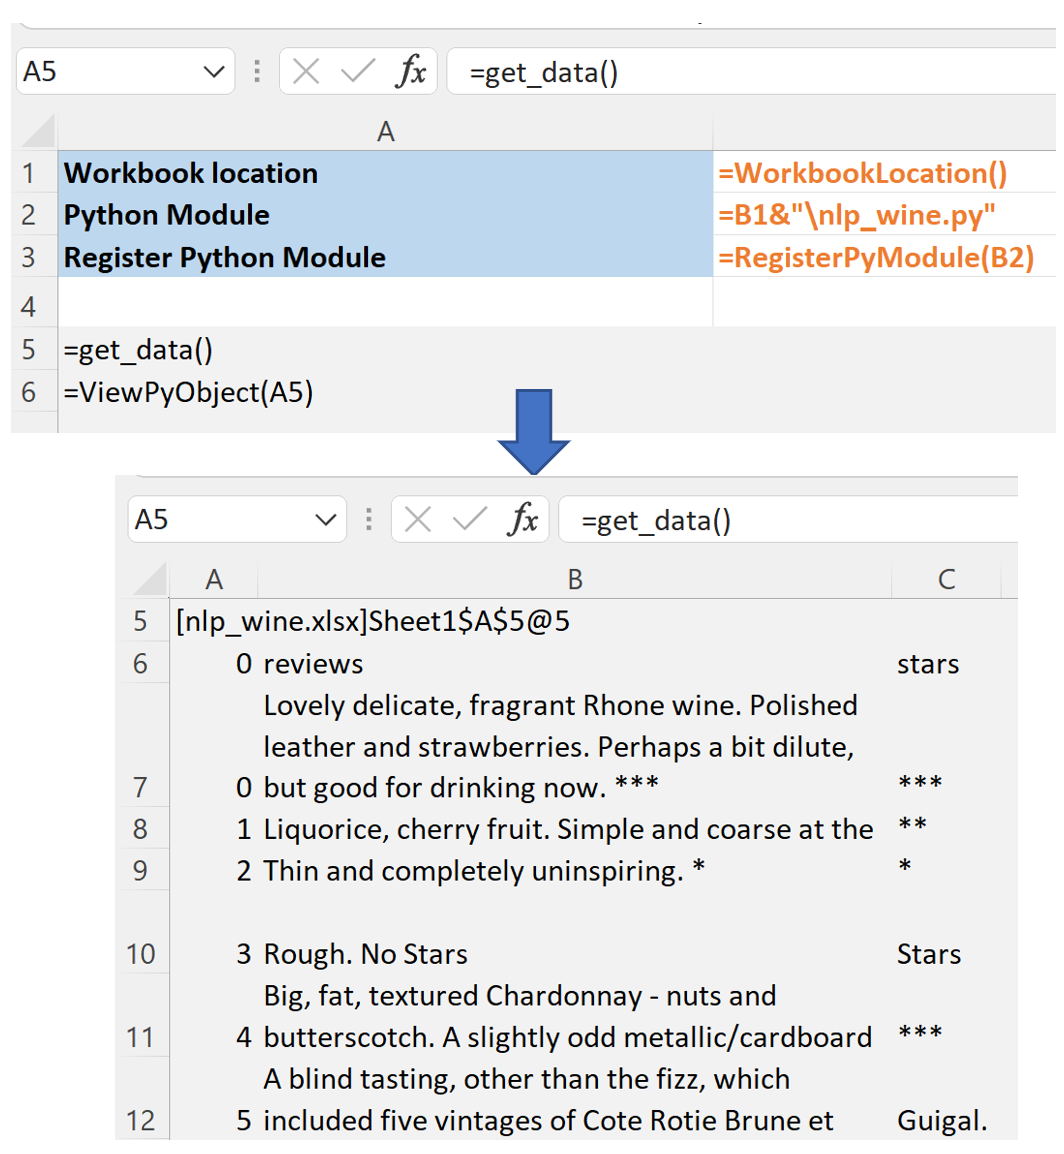 A5 fx =get_data()
A
1 Workbook location =WorkbookLocation()
2 Python Module =B1&"\nlp_wine.py"
3 Register Python Module =RegisterPyModule(B2)
4
5 =get_data()
6 =ViewPyObject(A5)
A5 fx =get_data()
A B C
5 [nlp_wine.xlsx]Sheet1$A$5@5
6 0 reviews stars
Lovely delicate, fragrant Rhone wine. Polished
leather and strawberries. Perhaps a bit dilute,
7 0 but good for drinking now. *** ***
8 1 Liquorice, cherry fruit. Simple and coarse at the **
9 2 Thin and completely uninspiring. * *
10 3 Rough. No Stars Stars
Big, fat, textured Chardonnay - nuts and
11 4 butterscotch. A slightly odd metallic/cardboard ***
A blind tasting, other than the fizz, which
12 5 included five vintages of Cote Rotie Brune et Guigal.